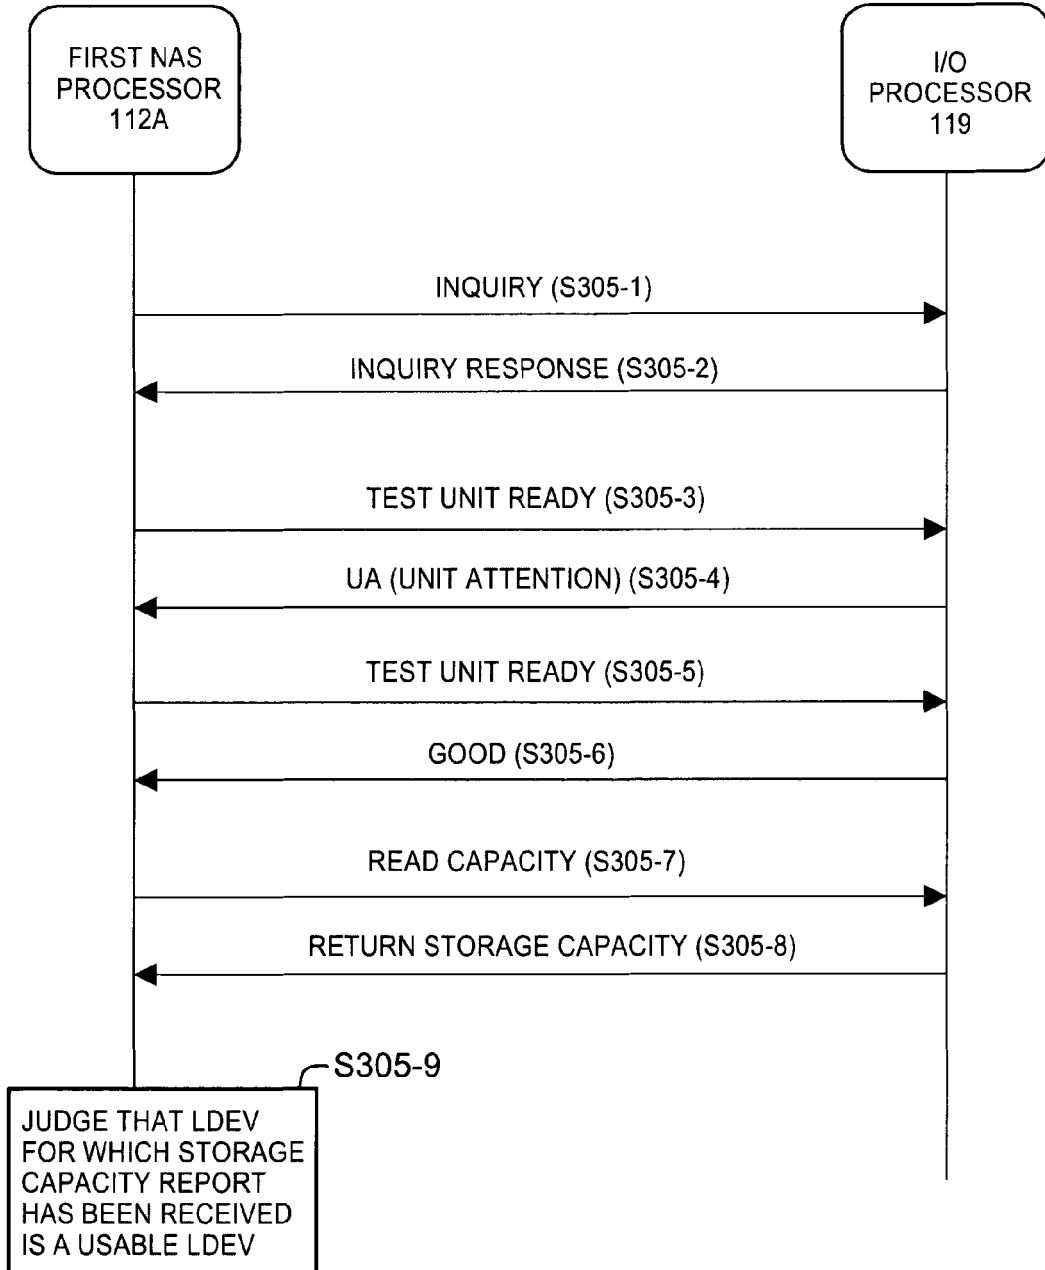 FIRST NAS
PROCESSOR
112A
I/O
PROCESSOR
119
INQUIRY (S305-1)
INQUIRY RESPONSE (S305-2)
TEST UNIT READY (S305-3)
UA (UNIT ATTENTION) (S305-4)
TEST UNIT READY (S305-5)
GOOD (S305-6)
READ CAPACITY (S305-7)
RETURN STORAGE CAPACITY (S305-8)
S305-9
JUDGE THAT LDEV
FOR WHICH STORAGE
CAPACITY REPORT
HAS BEEN RECEIVED
IS A USABLE LDEV